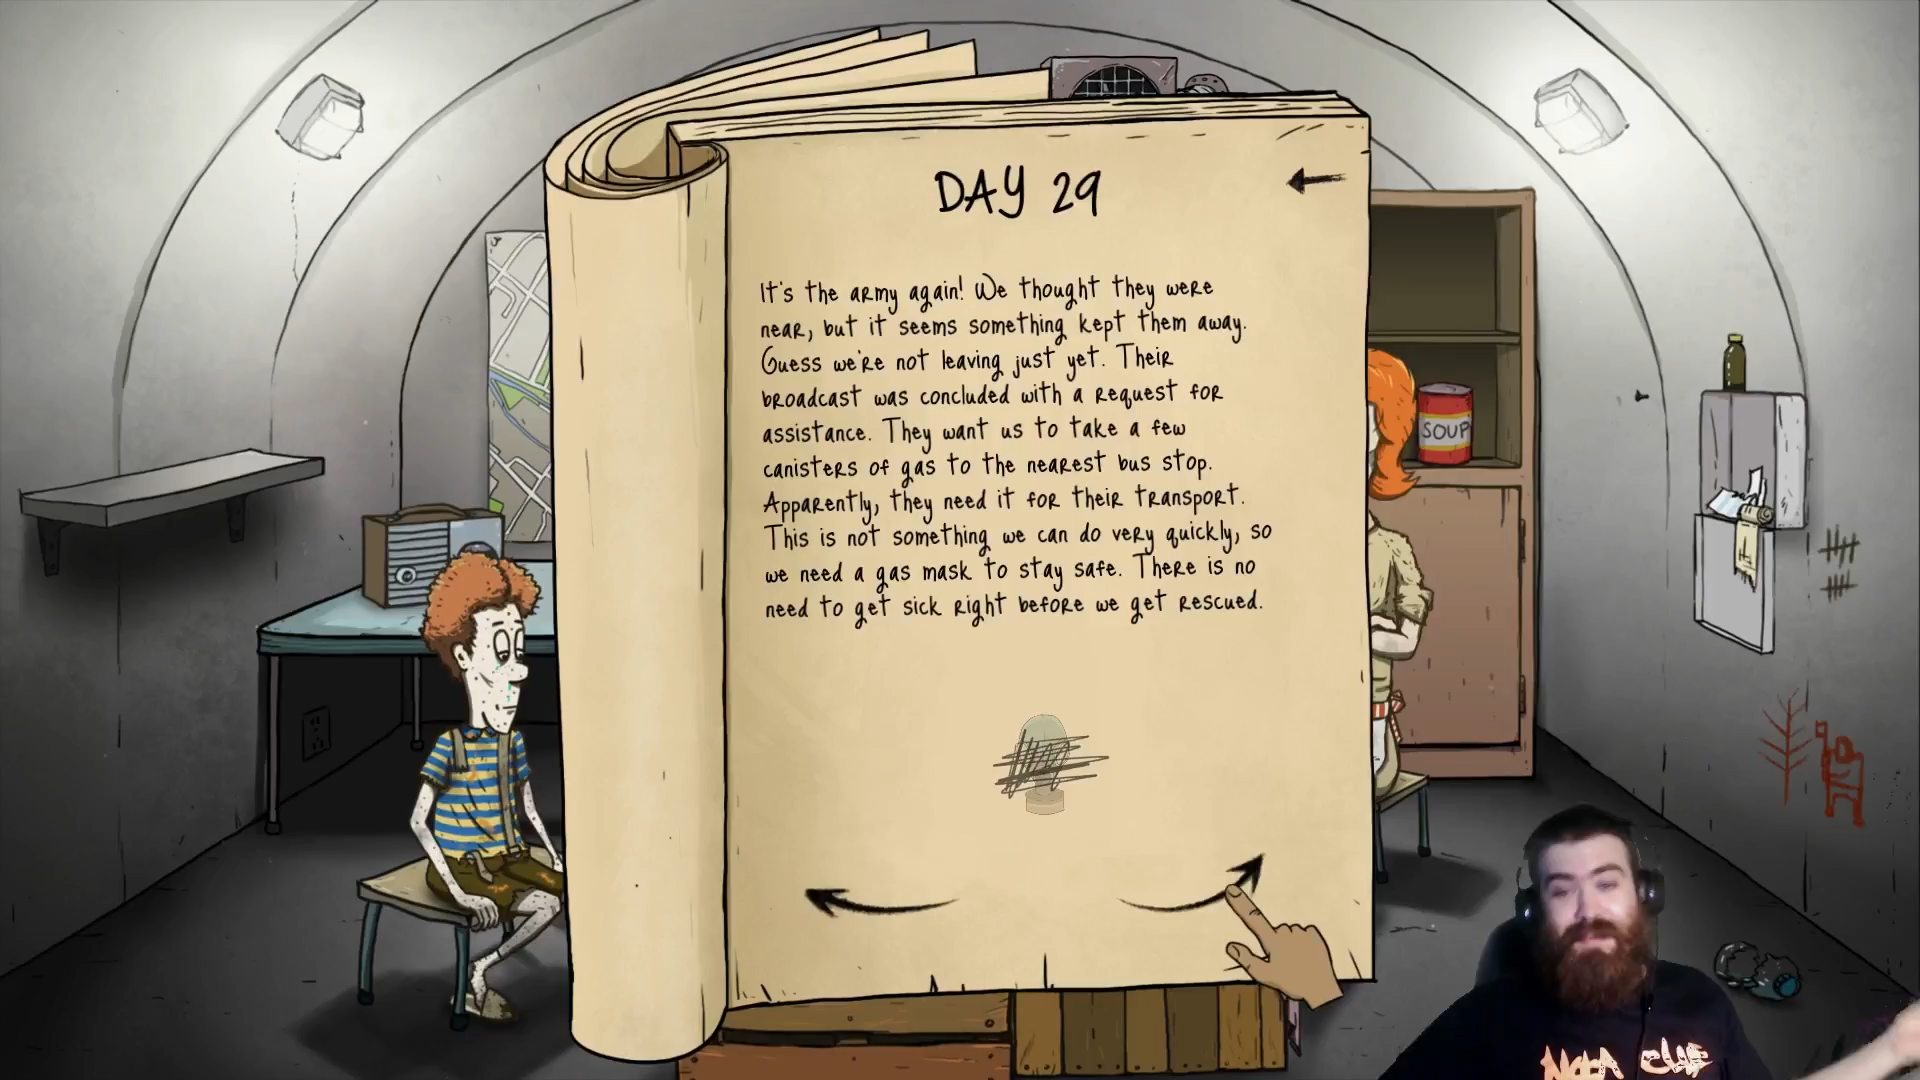 DAY 29
It's the army again! We thought they were
near, but it seems something kept them away.
Guess we're not leaving just yet. Their
broadcast was concluded with a request for
assistance. They want us to take a few
canisters of gas to the nearest bus stop.
Apparently, they need it for their transport.
This is not something we can do very quickly, so
we need a gas mask to stay safe. There is no
need to get sick right before we get rescued.
SOUP